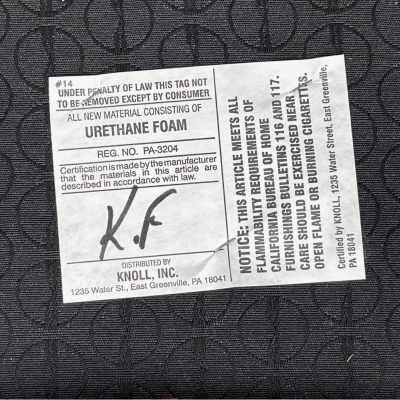 #14
UNDER PENALTY OF LAW THIS TAG NOT
TO BE REMOVED EXCEPT BY CONSUMER
ALL NEW MATERIAL CONSISTING OF
URETHANE FOAM
REG. NO. PA-3204
Certification is made by the manufacturer
that the materials in this article are
described in accordance with law.
K.F
DISTRIBUTED BY
KNOLL, INC.
1235 Water St., East Greenville, PA 18041
NOTICE: THIS ARTICLE MEETS ALL
FLAMMABILITY REQUIREMENTS OF
CALIFORNIA BUREAU OF HOME
FURNISHINGS BULLETINS 116 AND 117.
CARE SHOULD BE EXERCISED NEAR
OPEN FLAME OR BURNING CIGARETTES.
Certified by KNOLL, 1235 Water Street, East Greenville,
PA 18041